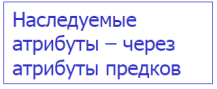 Наследуемые
атрибуты – через
атрибуты предков